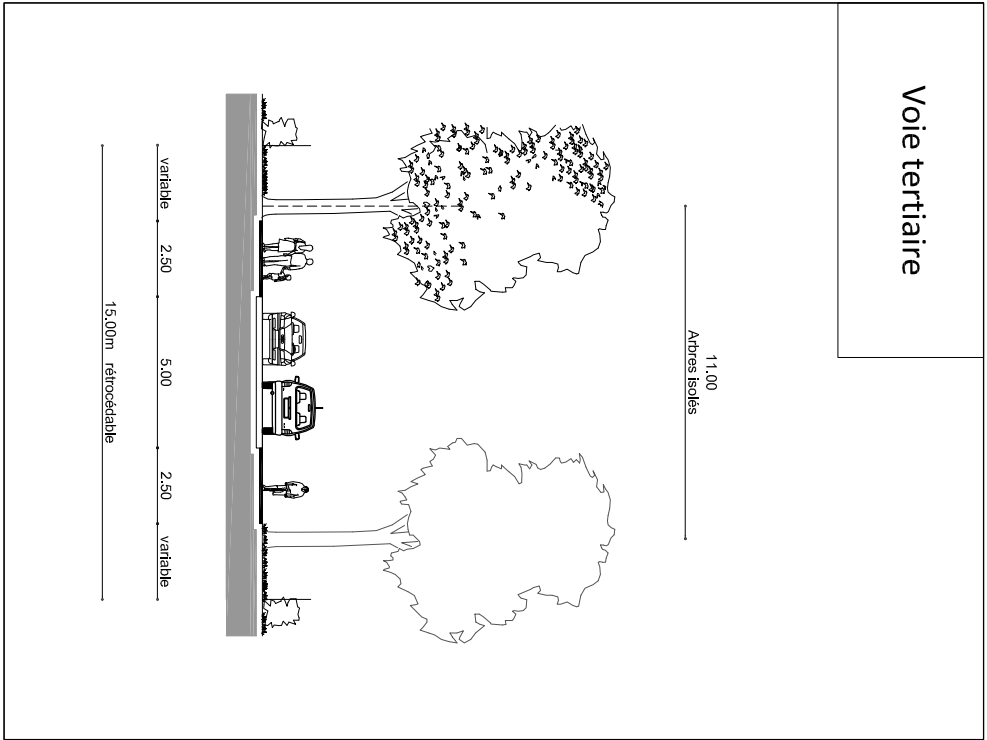 Voie tertiaire
11.00
Arbres isolés
variable
2.50
5.00
2.50
variable
15.00m rétrocédable